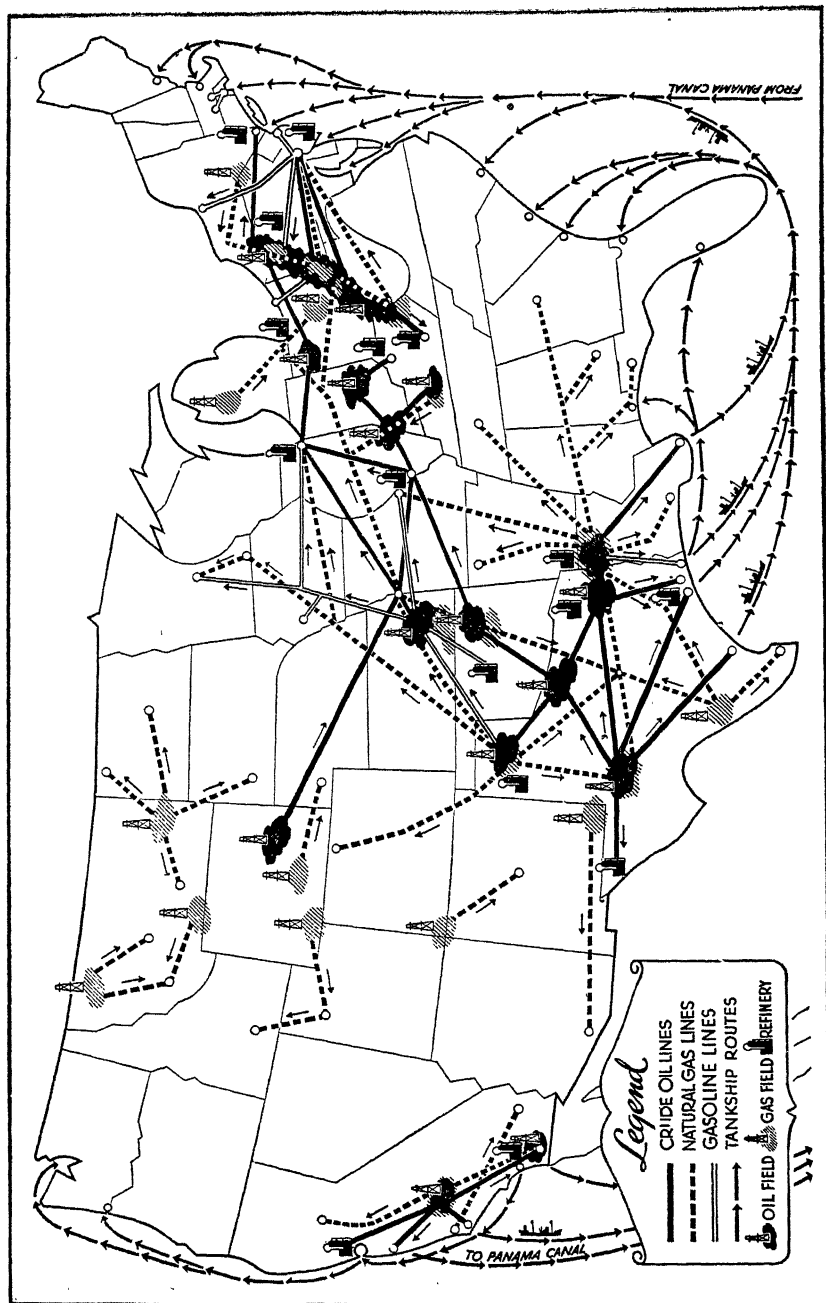 FROM PANAMA CANAL
TO PANAMA CANAL
Legend
CRUDE OIL LINES
NATURAL GAS LINES
GASOLINE LINES
TANKSHIP ROUTES
OIL FIELD
GAS FIELD
REFINERY